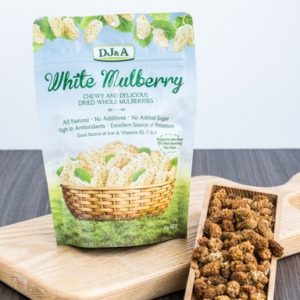 DJ&A
White Mulberry
CHEWY AND DELICIOUS
DRIED WHOLE MULBERRIES
All Natural • No Additives • No Added Sugar
High in Antioxidants • Excellent Source of Potassium
Good Source of Iron & Vitamins B2, C & K